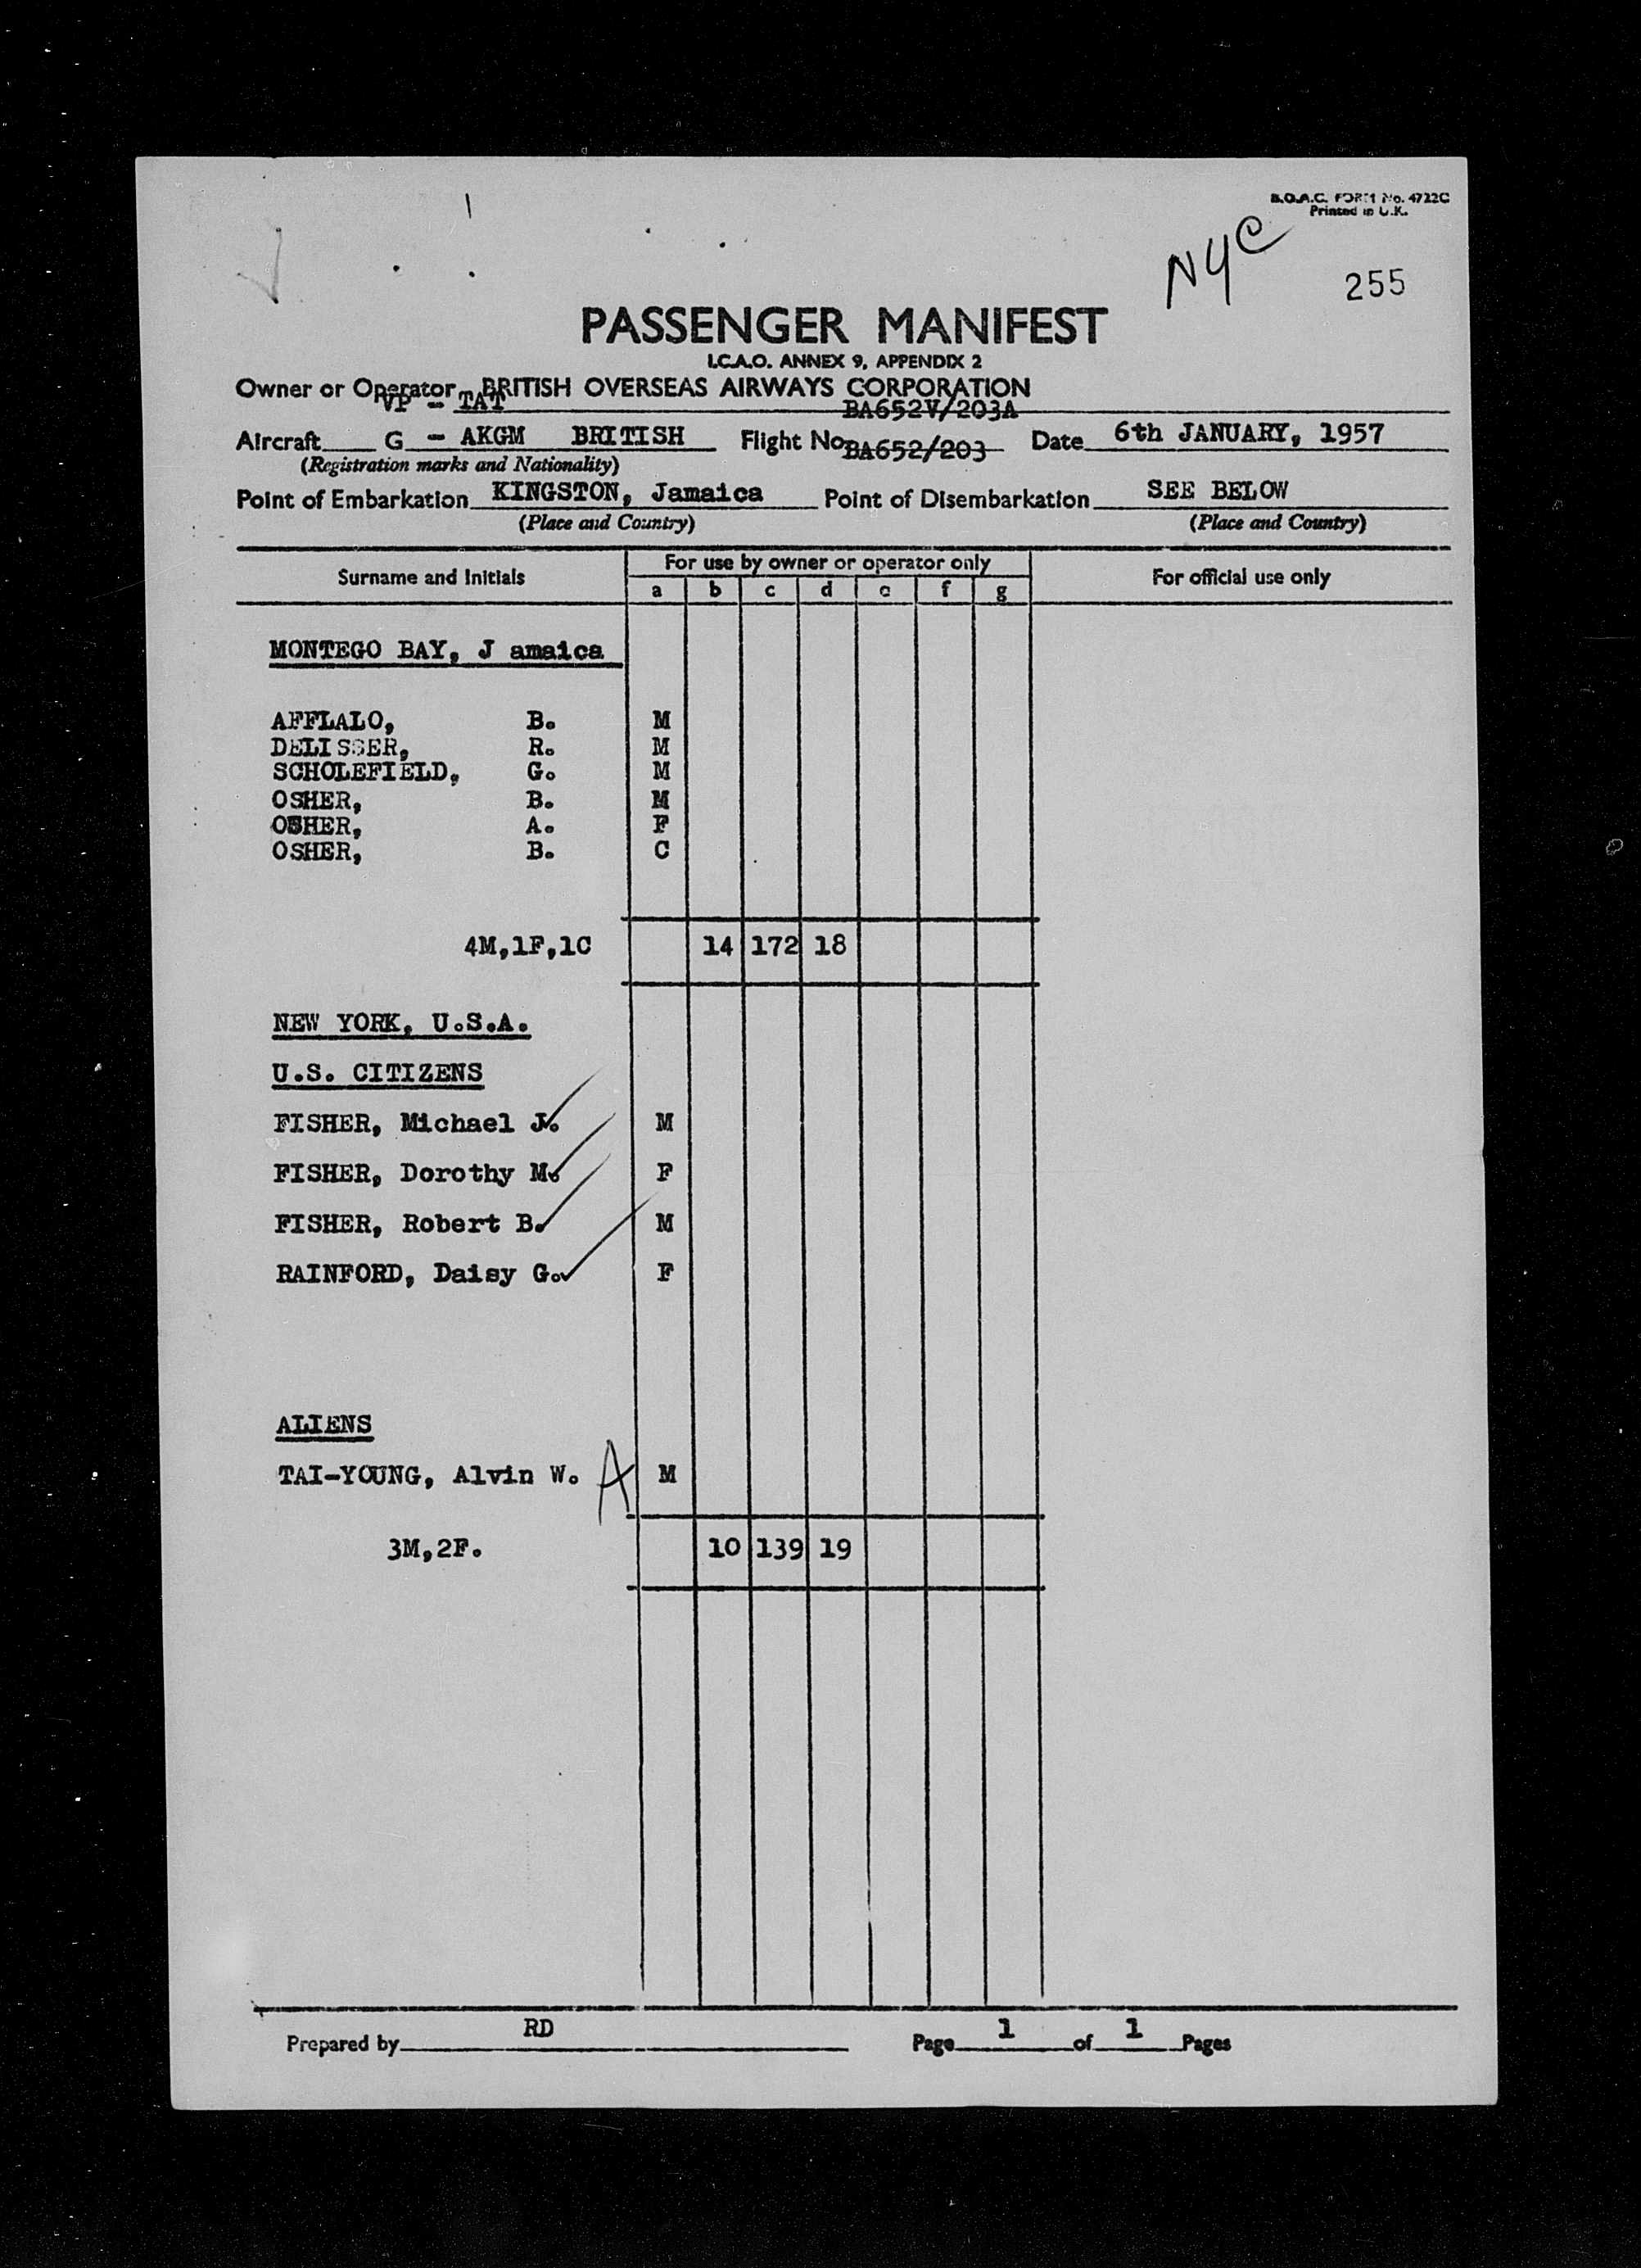 B.O.A.C. FORM No. 4722C
Printed in U.K.
NYC
255
PASSENGER MANIFEST
I.C.A.O. ANNEX 9, APPENDIX 2
Owner or Operator BRITISH OVERSEAS AIRWAYS CORPORATION
VP - TAT BA652V/203A
Aircraft G - AKGM BRITISH Flight No. BA652/203 Date 6th JANUARY, 1957
(Registration marks and Nationality)
Point of Embarkation KINGSTON, Jamaica Point of Disembarkation SEE BELOW
(Place and Country) (Place and Country)
Surname and Initials For use by owner or operator only For official use only
a b c d e f g
MONTEGO BAY, J amaica
AFFLALO, B. M
DELISSER, R. M
SCHOLEFIELD, G. M
OSHER, B. M
OSHER, A. F
OSHER, B. C
4M,1F,1C 14 172 18
NEW YORK, U.S.A.
U.S. CITIZENS
FISHER, Michael J. M
FISHER, Dorothy M. F
FISHER, Robert B. M
RAINFORD, Daisy G. F
ALIENS
TAI-YOUNG, Alvin W. A M
3M,2F. 10 139 19
Prepared by RD Page 1 of 1 Pages